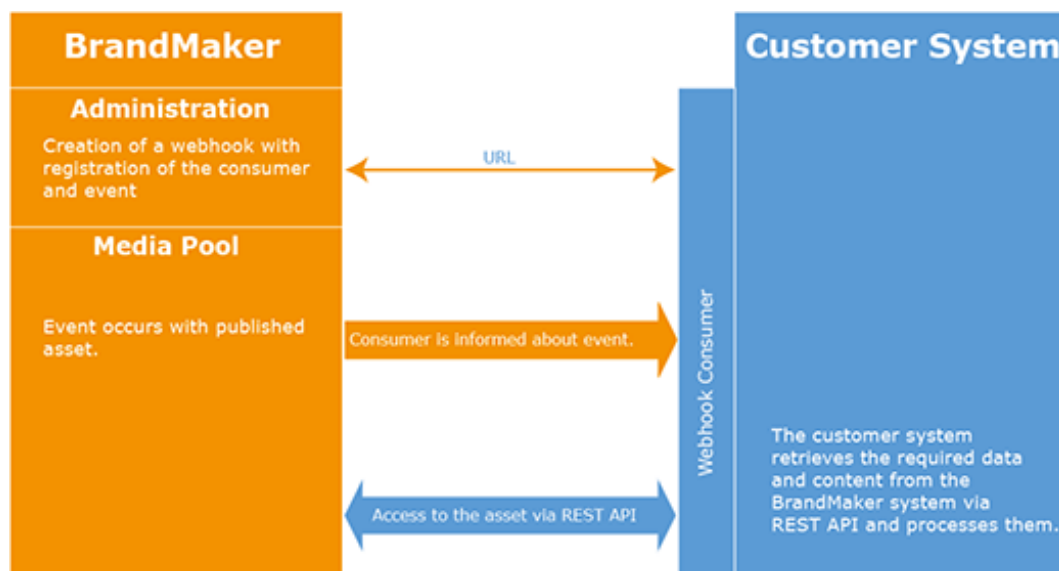 BrandMaker
Administration
Creation of a webhook with
registration of the consumer
and event
Media Pool
Event occurs with published
asset.
URL
Consumer is informed about event.
Access to the asset via REST API
Webhook Consumer
Customer System
The customer system
retrieves the required data
and content from the
BrandMaker system via
REST API and processes them.